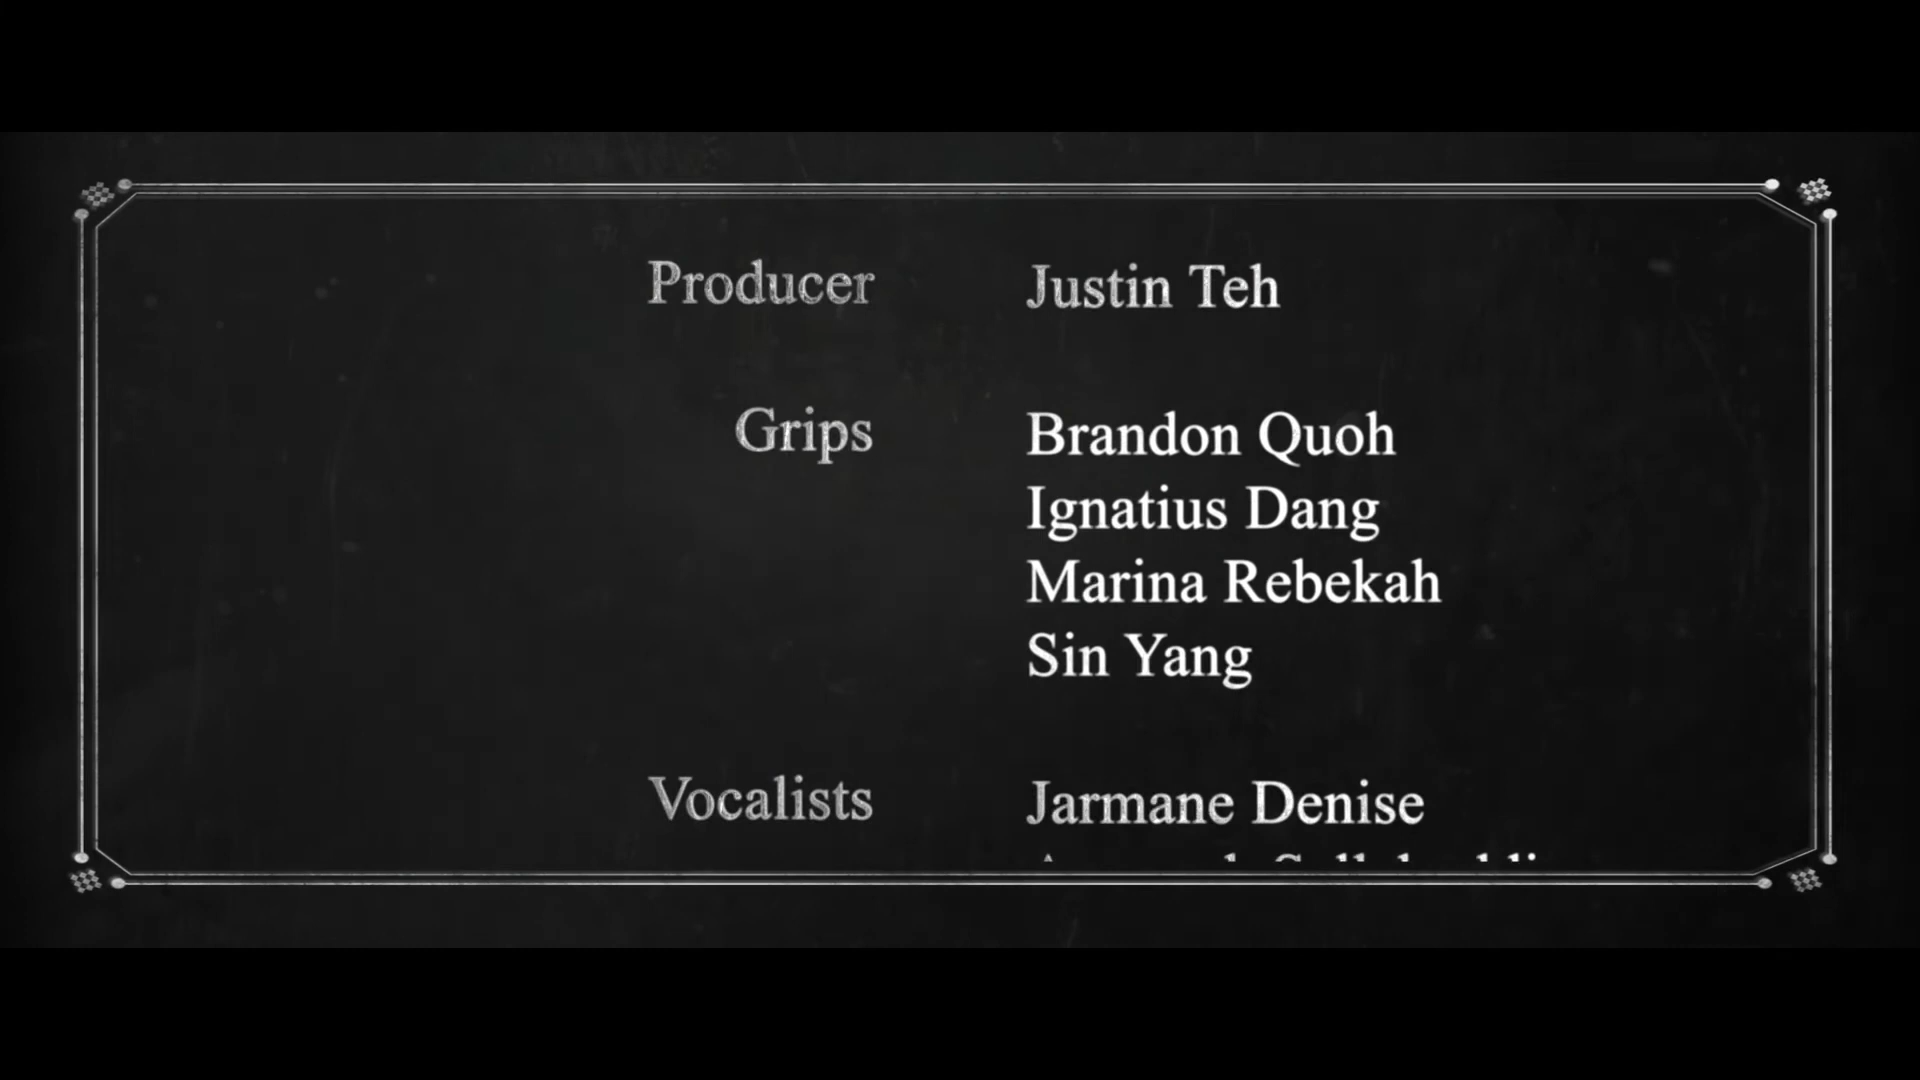 Producer Justin Teh
Grips Brandon Quoh
Ignatius Dang
Marina Rebekah
Sin Yang
Vocalists Jarmane Denise